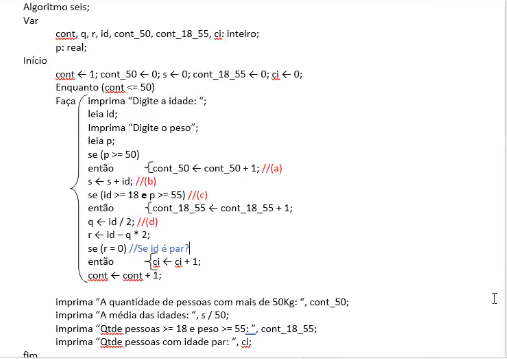 Algoritmo seis;
Var
cont, q, r, id, cont_50, cont_18_55, ci: inteiro;
p: real;
Início
cont ← 1; cont_50 ← 0; s ← 0; cont_18_55 ← 0; ci ← 0;
Enquanto (cont <= 50)
Faça imprima “Digite a idade: “;
leia id;
Imprima “Digite o peso”;
leia p;
se (p >= 50)
então cont_50 ← cont_50 + 1; //(a)
s ← s + id; //(b)
se (id >= 18 e p >= 55) //(c)
então cont_18_55 ← cont_18_55 + 1;
q ← id / 2; //(d)
r ← id – q * 2;
se (r = 0) //Se id é par?
então ci ← ci + 1;
cont ← cont + 1;
imprima “A quantidade de pessoas com mais de 50Kg: “, cont_50;
imprima “A média das idades: “, s / 50;
Imprima “Qtde pessoas >= 18 e peso >= 55: “, cont_18_55;
imprima “Qtde pessoas com idade par: “, ci;
fim